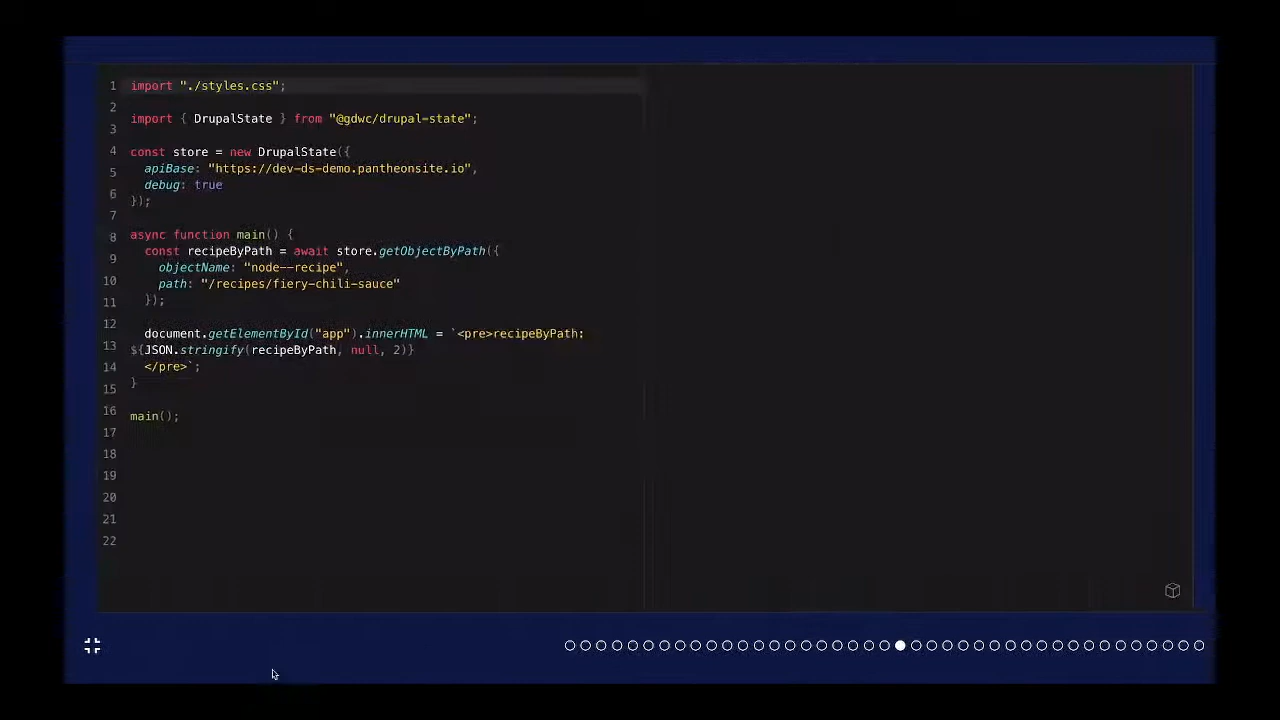 1 import "./styles.css";
2
3 import { DrupalState } from "@gdwc/drupal-state";
4 const store = new DrupalState({
5 apiBase: "https://dev-ds-demo.pantheonsite.io",
6 debug: true
7 });
8 async function main() {
9 const recipeByPath = await store.getObjectByPath({
objectName: "node--recipe",
10 path: "/recipes/fiery-chili-sauce"
11 });
12 document.getElementById("app").innerHTML = `<pre>recipeByPath:
13 ${JSON.stringify(recipeByPath, null, 2)}
14 </pre>`;
15 }
16 main();
17
18
19
20
21
22